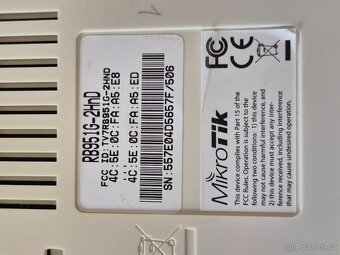 RB951G-2HnD
FCC ID:TV7RB951G-2HND
4C:5E:0C:FA:A5:E8
4C:5E:0C:FA:A5:ED
SN:557E04D5657F/506
FC CE
MikroTik
This device complies with Part 15 of the
FCC Rules. Operation is subject to the
following two conditions: 1) this device may
not cause harmful interference, and
2) this device must accept any inter-
ference received, including interference
that may cause undesired operation.